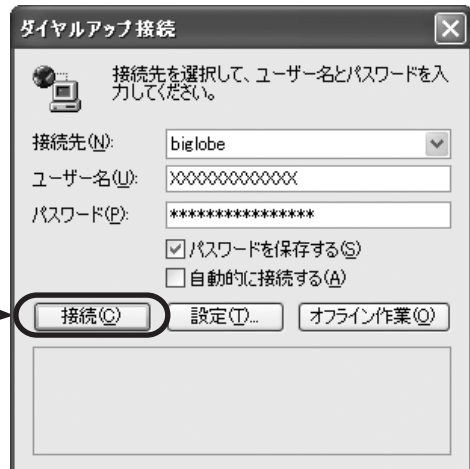 ダイヤルアップ接続
接続先を選択して、ユーザー名とパスワードを入
力してください。
接続先(N):
biglobe
ユーザー名(U):
XXXXXXXXXXXXX
パスワード(P):
****************
パスワードを保存する(S)
自動的に接続する(A)
接続(C)
設定(T)...
オフライン作業(O)